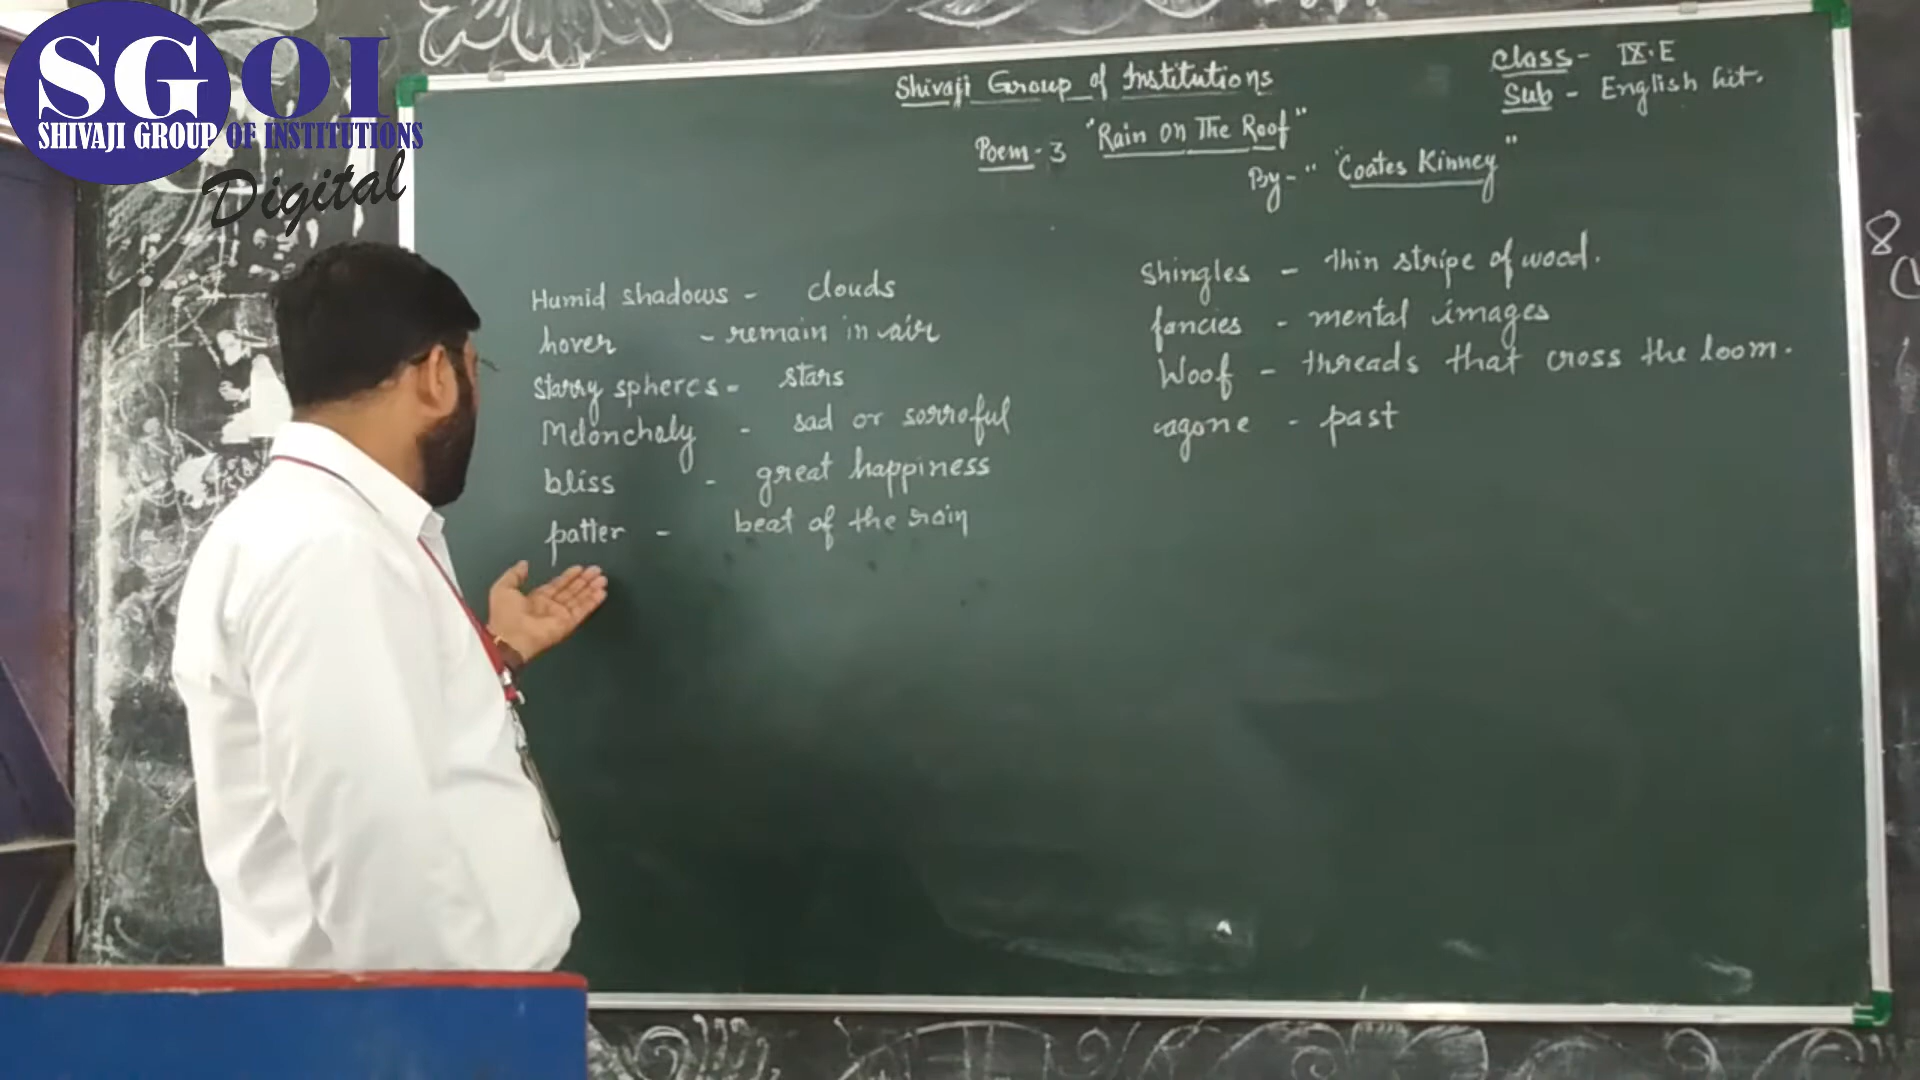 SGOI
SHIVAJI GROUP OF INSTITUTIONS
Digital
Shivaji Group of Institutions
Class - IX.E
Sub - English Lit.
Poem - 3 "Rain on The Roof"
By - " "Coates Kinney"
Humid shadows - clouds
hover - remain in air
Starry spheres - stars
Meloncholy - sad or sorroful
bliss - great happiness
patter - beat of the rain
Shingles - thin stripe of wood.
fancies - mental images
Woof - threads that cross the loom.
agone - past
8